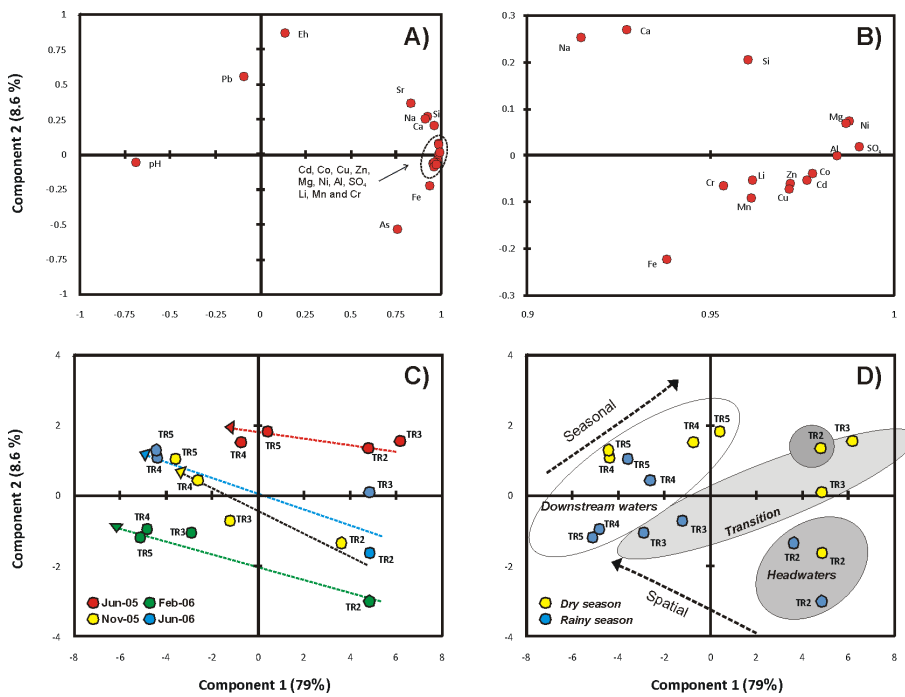 A)
Component 2 (8.6 %)
1
0.75
0.5
0.25
0
-0.25
-0.5
-0.75
-1
-1
-0.75
-0.5
-0.25
0
0.25
0.5
0.75
1
Eh
Pb
Sr
Si
Na
Ca
pH
Cd, Co, Cu, Zn,
Mg, Ni, Al, SO₄
Li, Mn and Cr
Fe
As
B)
0.3
0.2
0.1
0
0.1
-0.2
-0.3
0.9
0.95
1
Na
Ca
Si
Mg
Ni
Al
SO₄
Co
Li
Zn
Cd
Cr
Mn
Cu
Fe
C)
Component 2 (8.6 %)
4
2
0
-2
-4
-8
-6
-4
-2
0
2
4
6
8
TR5
TR4
TR5
TR4
TR4
TR5
TR2
TR3
TR3
TR4
TR5
TR3
TR3
TR2
TR2
TR2
Jun-05
Feb-06
Nov-05
Jun-06
Component 1 (79%)
D)
4
2
0
-2
-4
-8
-6
-4
-2
0
2
4
6
8
Seasonal
TR5
TR4
TR5
TR4
TR5
TR4
TR2
TR3
TR3
Downstream waters
Transition
TR4
TR5
TR3
TR3
TR2
TR2
Headwaters
TR2
Spatial
Dry season
Rainy season
Component 1 (79%)